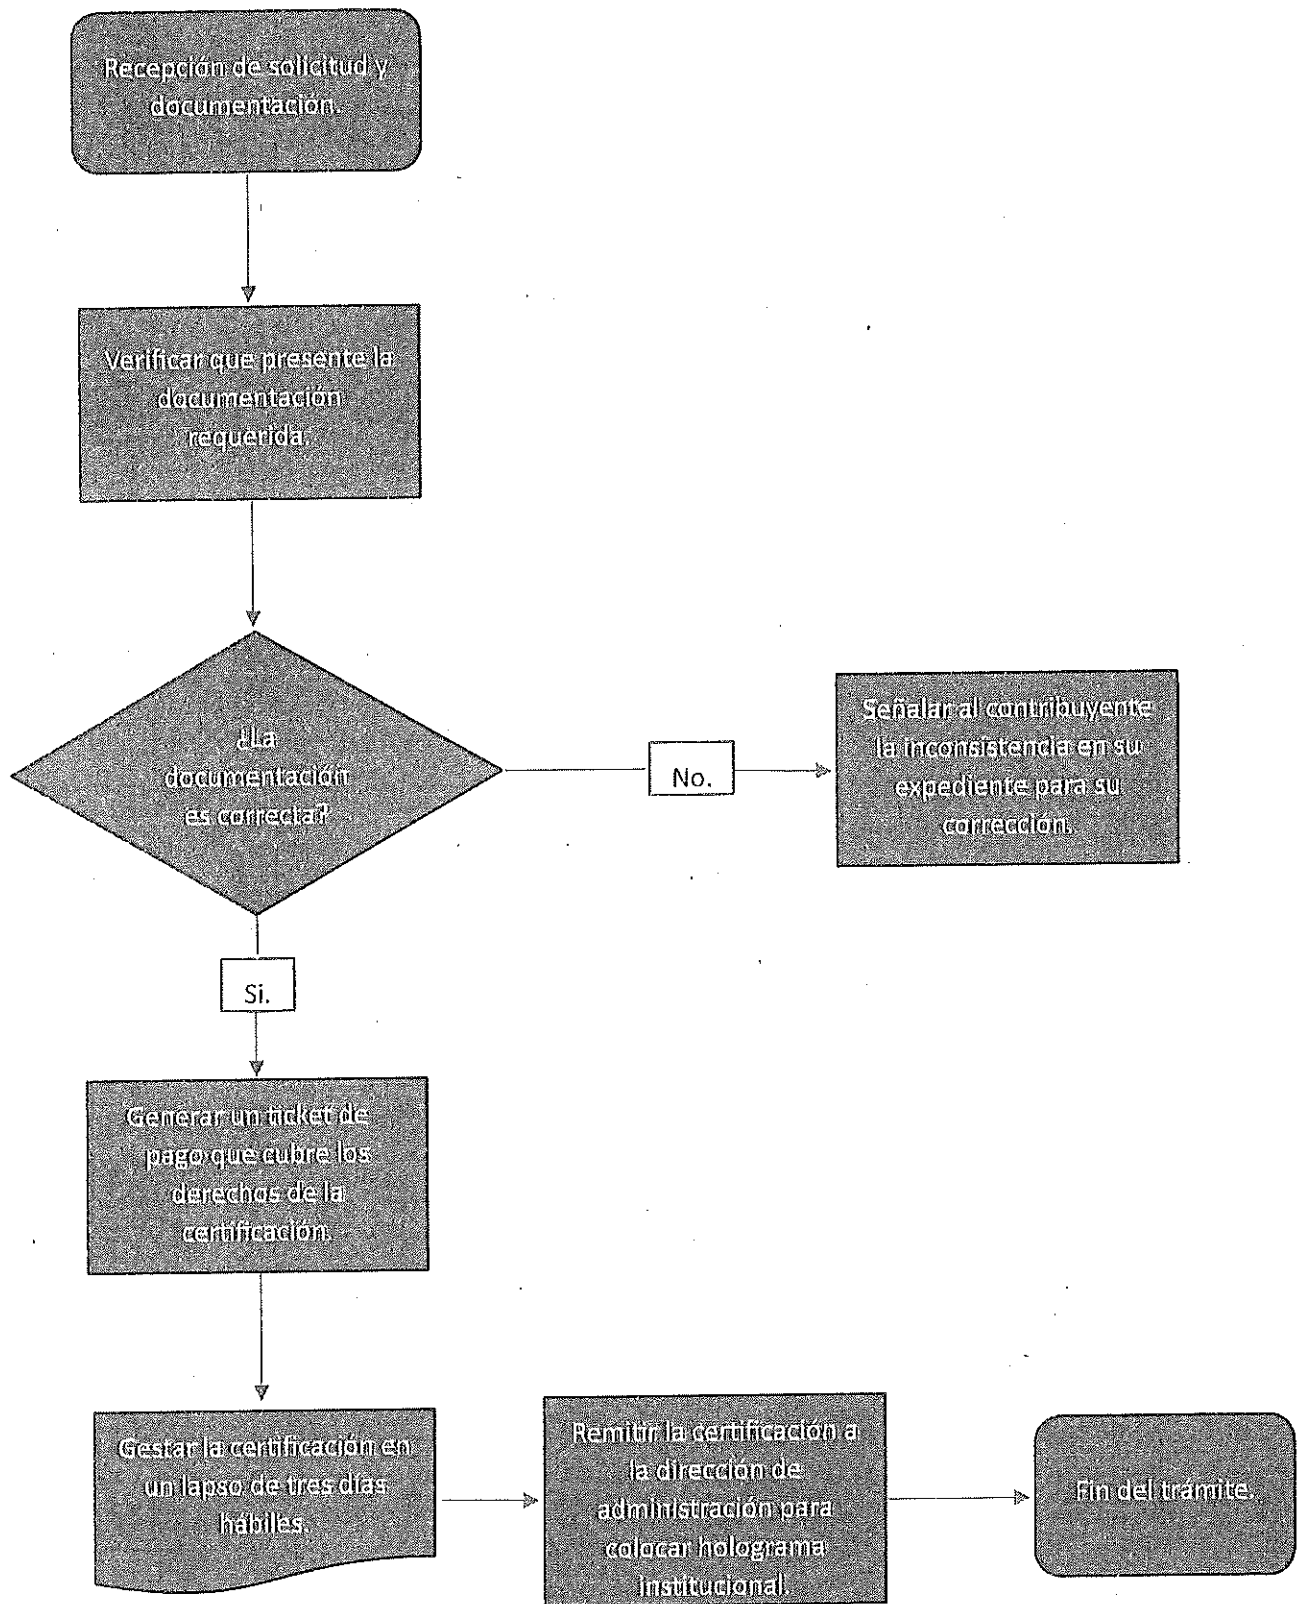 Recepción de solicitud y
documentación.
Verificar que presente la
documentación
requerida.
¿La
documentación
es correcta?
No.
Señalar al contribuyente
la inconsistencia en su
expediente para su
corrección.
Si.
Generar un ticket de
pago que cubre los
derechos de la
certificación.
Gestar la certificación en
un lapso de tres días
hábiles.
Remitir la certificación a
la dirección de
administración para
colocar holograma
institucional.
Fin del trámite.